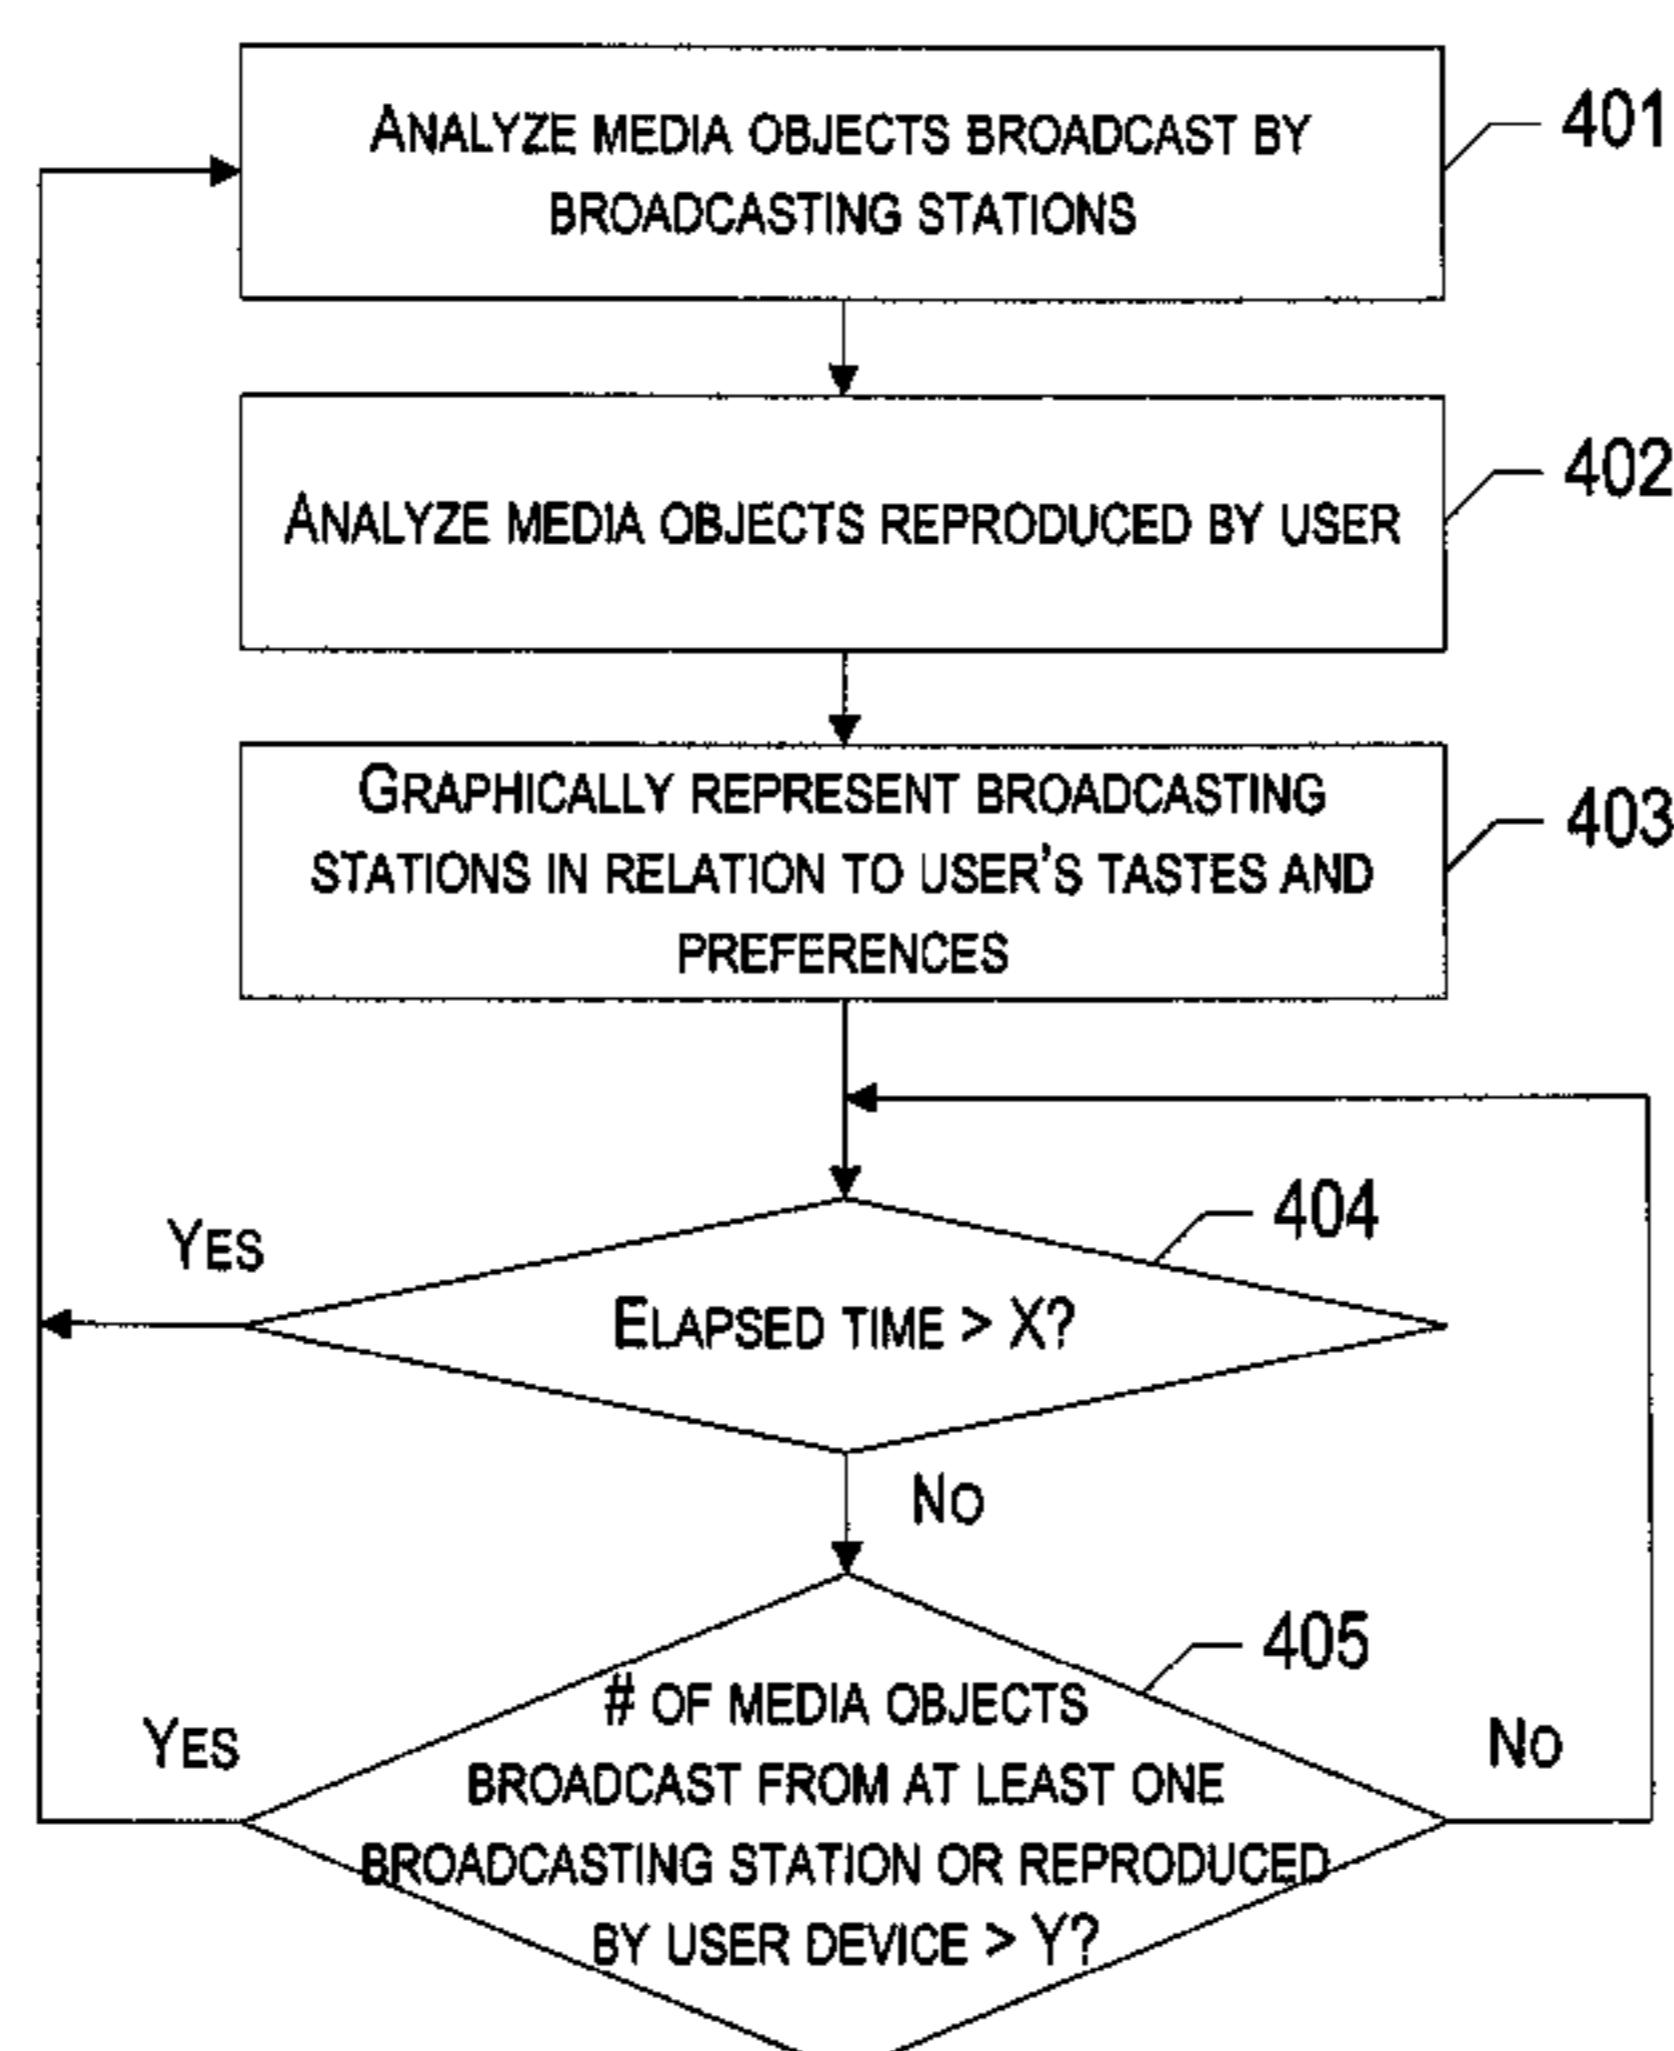 ANALYZE MEDIA OBJECTS BROADCAST BY
BROADCASTING STATIONS
401
ANALYZE MEDIA OBJECTS REPRODUCED BY USER
402
GRAPHICALLY REPRESENT BROADCASTING
STATIONS IN RELATION TO USER'S TASTES AND
PREFERENCES
403
404
YES
ELAPSED TIME > X?
NO
405
# OF MEDIA OBJECTS
BROADCAST FROM AT LEAST ONE
BROADCASTING STATION OR REPRODUCED
BY USER DEVICE > Y?
YES
NO